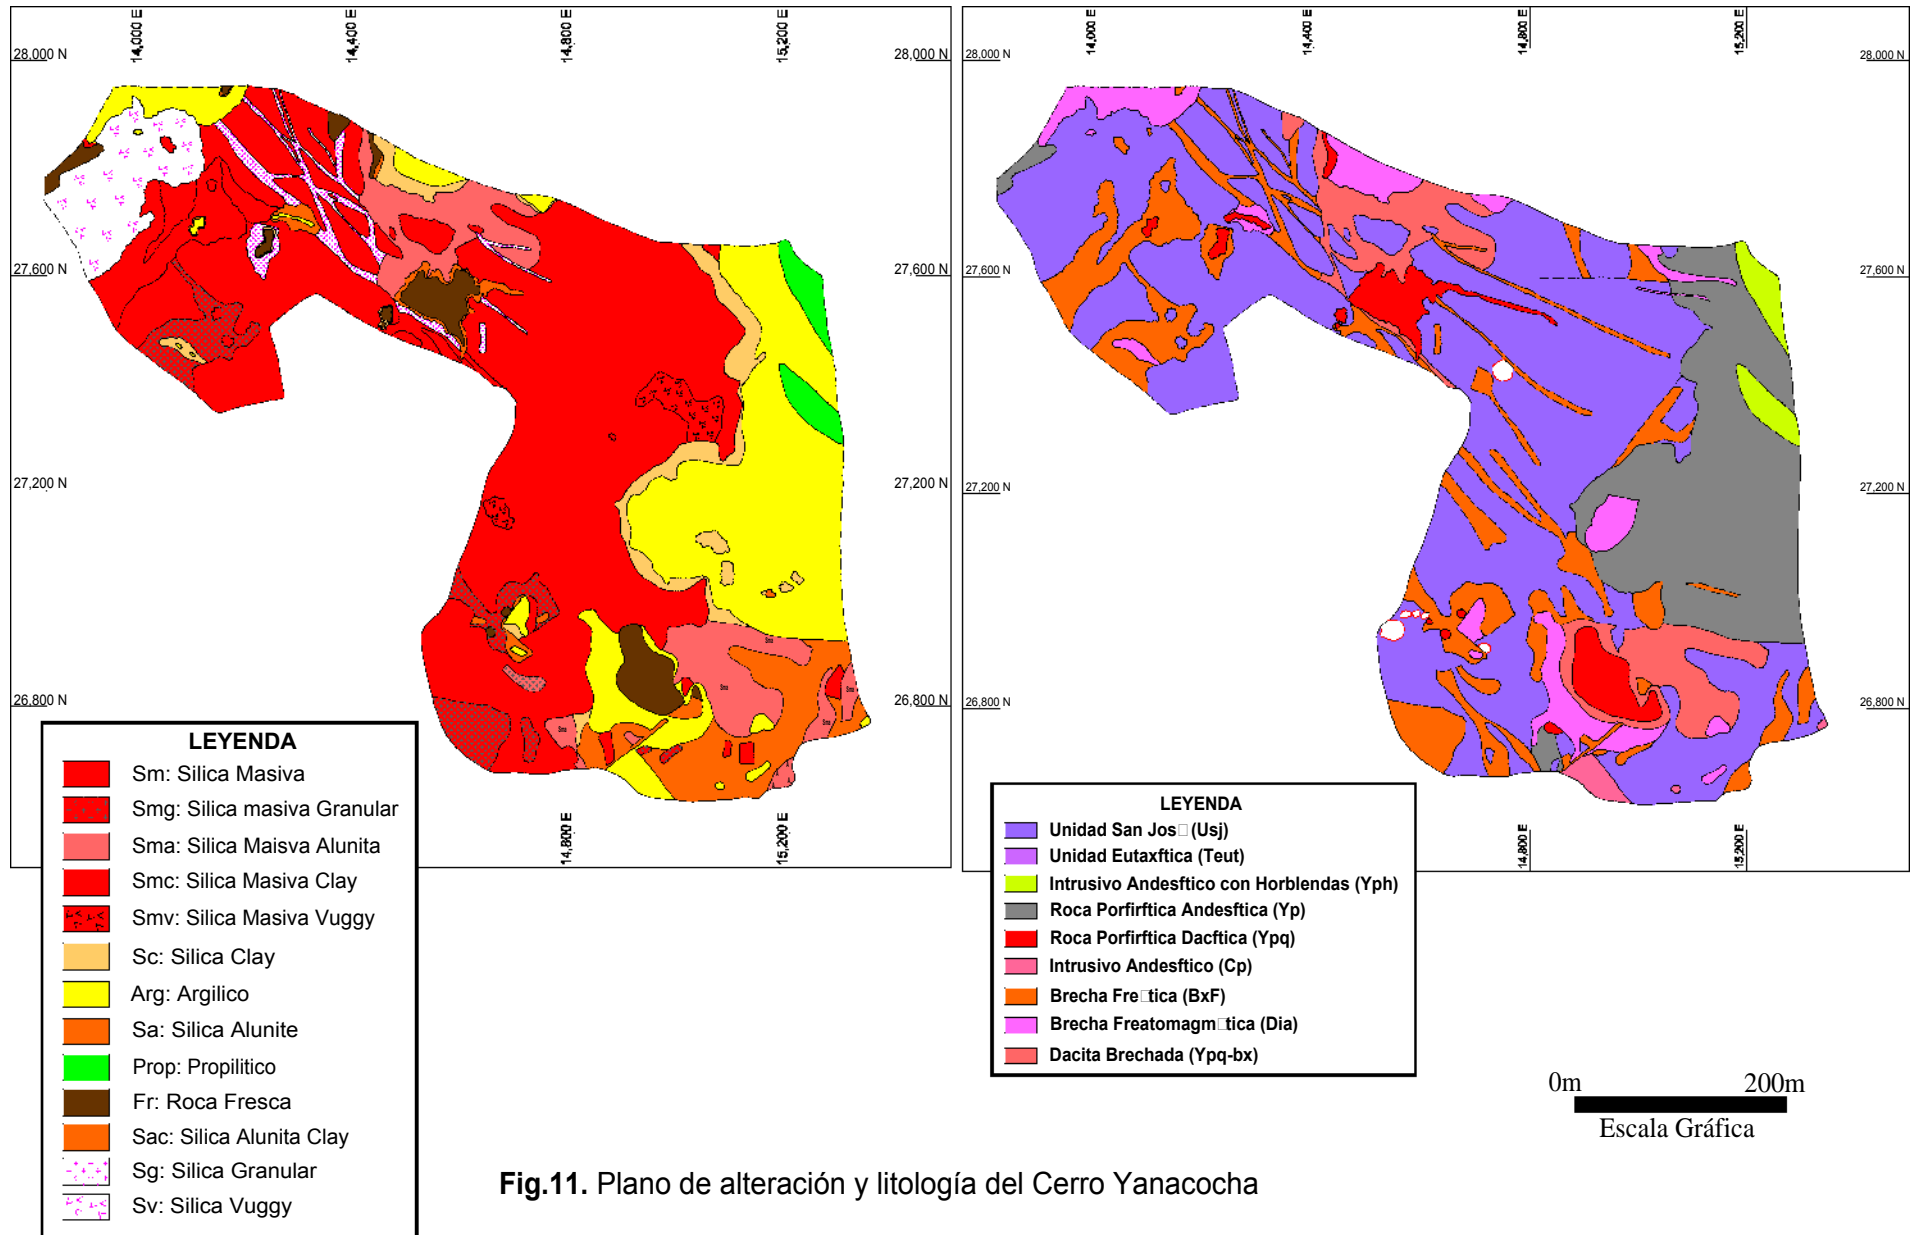 14,000 E
14,400 E
14,800 E
15,200 E
28,000 N
28,000 N
27,600 N
27,600 N
27,200 N
27,200 N
26,800 N
26,800 N
Sma
Sma
Sma
Sma
Sma
14,800 E
15,200 E
LEYENDA
Sm: Silica Masiva
Smg: Silica masiva Granular
Sma: Silica Maisva Alunita
Smc: Silica Masiva Clay
Smv: Silica Masiva Vuggy
Sc: Silica Clay
Arg: Argilico
Sa: Silica Alunite
Prop: Propilitico
Fr: Roca Fresca
Sac: Silica Alunita Clay
Sg: Silica Granular
Sv: Silica Vuggy
14,000 E
14,400 E
14,800 E
15,200 E
28,000 N
28,000 N
27,600 N
27,600 N
27,200 N
27,200 N
26,800 N
26,800 N
14,800 E
15,200 E
LEYENDA
Unidad San Jos□ (Usj)
Unidad Eutaxftica (Teut)
Intrusivo Andesftico con Horblendas (Yph)
Roca Porfirftica Andesftica (Yp)
Roca Porfirftica Dacftica (Ypq)
Intrusivo Andesftico (Cp)
Brecha Fre□tica (BxF)
Brecha Freatomagm□tica (Dia)
Dacita Brechada (Ypq-bx)
0m 200m
Escala Gráfica
Fig.11. Plano de alteración y litología del Cerro Yanacocha